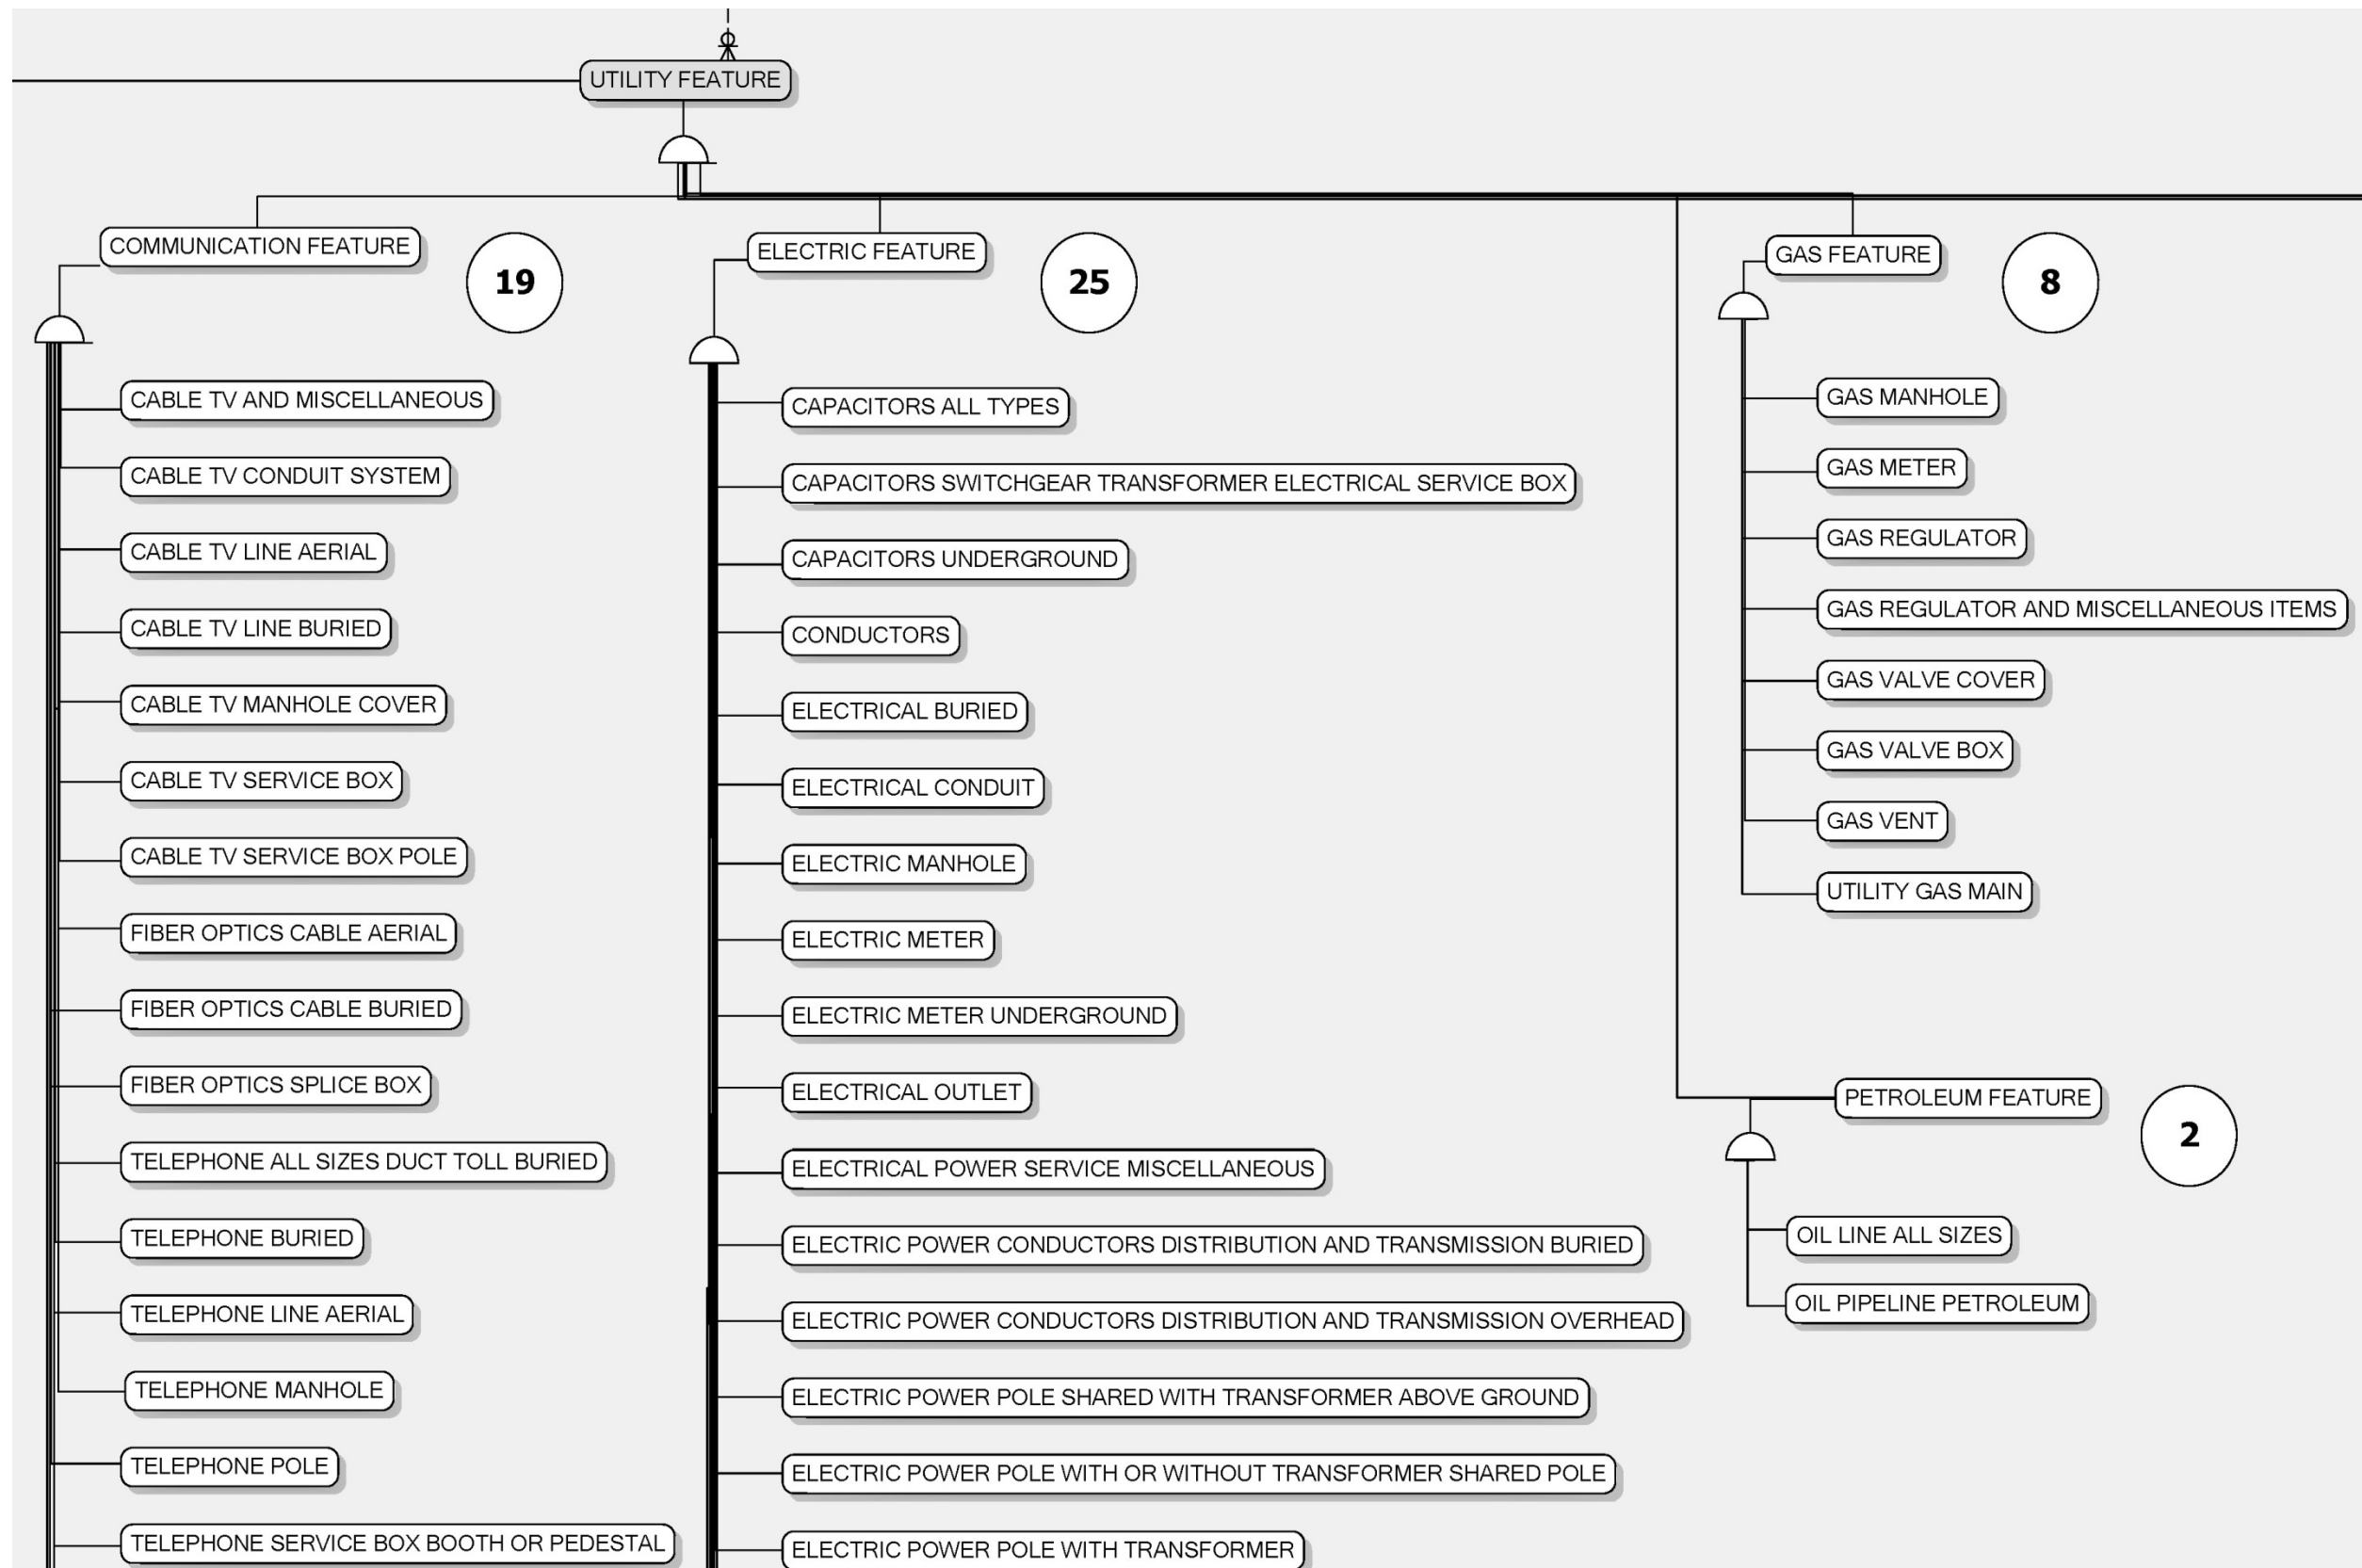 UTILITY FEATURE
COMMUNICATION FEATURE
19
CABLE TV AND MISCELLANEOUS
CABLE TV CONDUIT SYSTEM
CABLE TV LINE AERIAL
CABLE TV LINE BURIED
CABLE TV MANHOLE COVER
CABLE TV SERVICE BOX
CABLE TV SERVICE BOX POLE
FIBER OPTICS CABLE AERIAL
FIBER OPTICS CABLE BURIED
FIBER OPTICS SPLICE BOX
TELEPHONE ALL SIZES DUCT TOLL BURIED
TELEPHONE BURIED
TELEPHONE LINE AERIAL
TELEPHONE MANHOLE
TELEPHONE POLE
TELEPHONE SERVICE BOX BOOTH OR PEDESTAL
ELECTRIC FEATURE
25
CAPACITORS ALL TYPES
CAPACITORS SWITCHGEAR TRANSFORMER ELECTRICAL SERVICE BOX
CAPACITORS UNDERGROUND
CONDUCTORS
ELECTRICAL BURIED
ELECTRICAL CONDUIT
ELECTRIC MANHOLE
ELECTRIC METER
ELECTRIC METER UNDERGROUND
ELECTRICAL OUTLET
ELECTRICAL POWER SERVICE MISCELLANEOUS
ELECTRIC POWER CONDUCTORS DISTRIBUTION AND TRANSMISSION BURIED
ELECTRIC POWER CONDUCTORS DISTRIBUTION AND TRANSMISSION OVERHEAD
ELECTRIC POWER POLE SHARED WITH TRANSFORMER ABOVE GROUND
ELECTRIC POWER POLE WITH OR WITHOUT TRANSFORMER SHARED POLE
ELECTRIC POWER POLE WITH TRANSFORMER
GAS FEATURE
8
GAS MANHOLE
GAS METER
GAS REGULATOR
GAS REGULATOR AND MISCELLANEOUS ITEMS
GAS VALVE COVER
GAS VALVE BOX
GAS VENT
UTILITY GAS MAIN
PETROLEUM FEATURE
2
OIL LINE ALL SIZES
OIL PIPELINE PETROLEUM